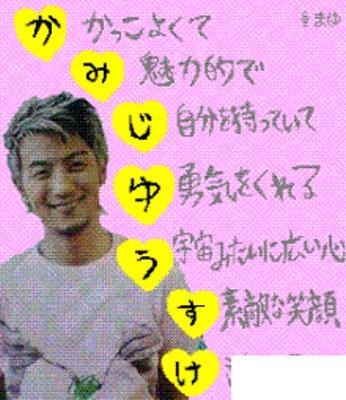 まゆ
か かっこよくて
み 魅力的で
じ 自分を持っていて
ゆ 勇気をくれる
う 宇宙みたいに広い心
す 素敵な笑顔
け